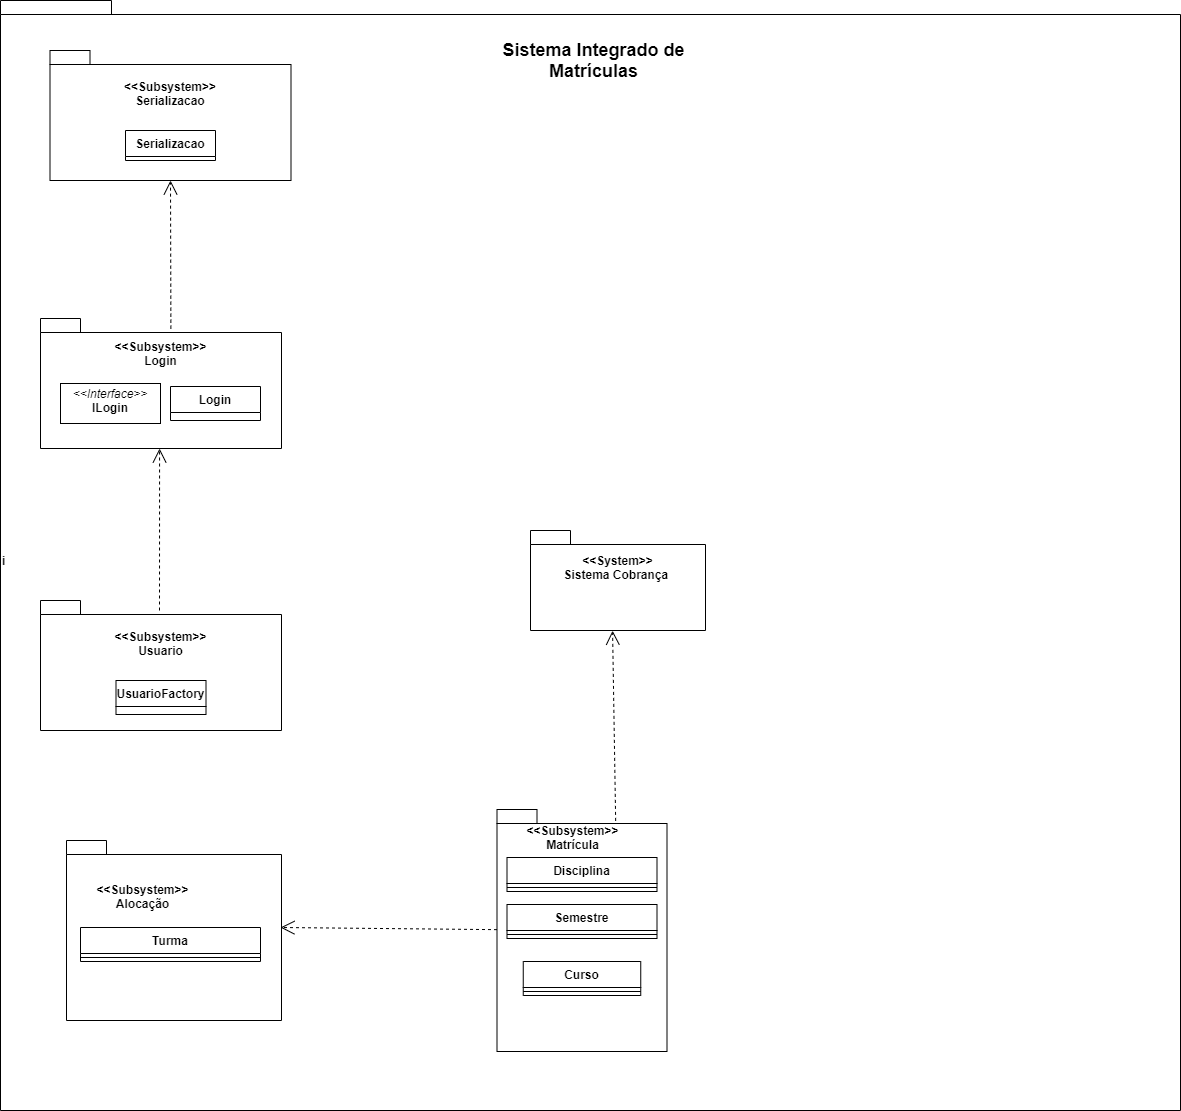 Sistema Integrado de
Matrículas
<<Subsystem>>
Serializacao
Serializacao
<<Subsystem>>
Login
<<Interface>>
ILogin
Login
i
<<System>>
Sistema Cobrança
<<Subsystem>>
Usuario
UsuarioFactory
<<Subsystem>>
Matrícula
Disciplina
Semestre
Curso
<<Subsystem>>
Alocação
Turma